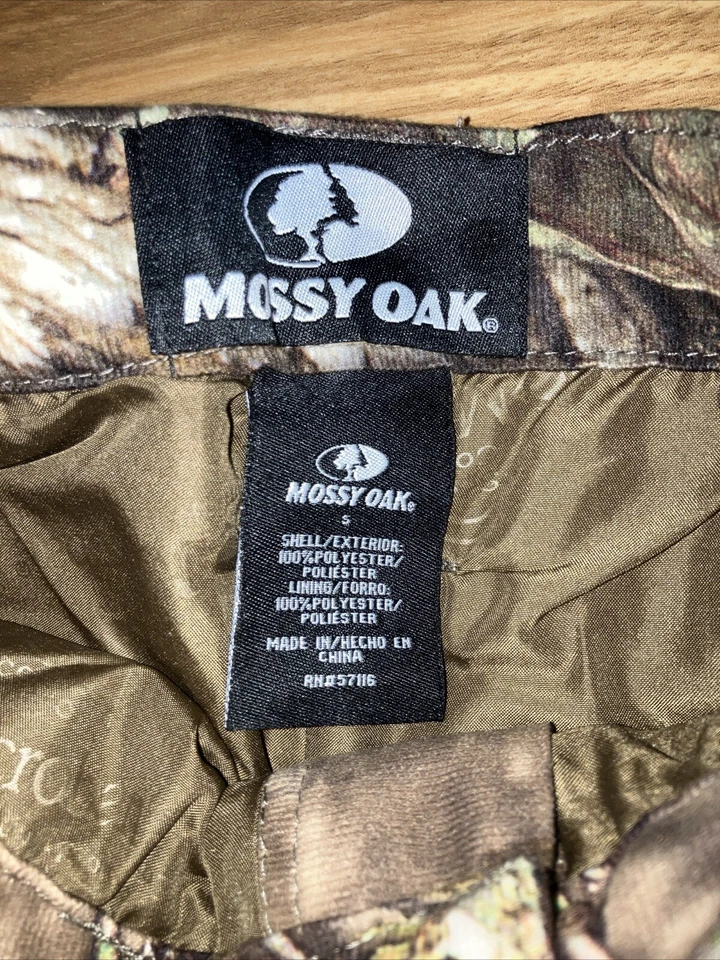 MOSSY OAK®
MOSSY OAK®
S
SHELL/EXTERIOR:
100%POLYESTER/
POLIÉSTER
LINING/FORRO:
100%POLYESTER/
POLIÉSTER
MADE IN/HECHO EN
CHINA
RN#57116